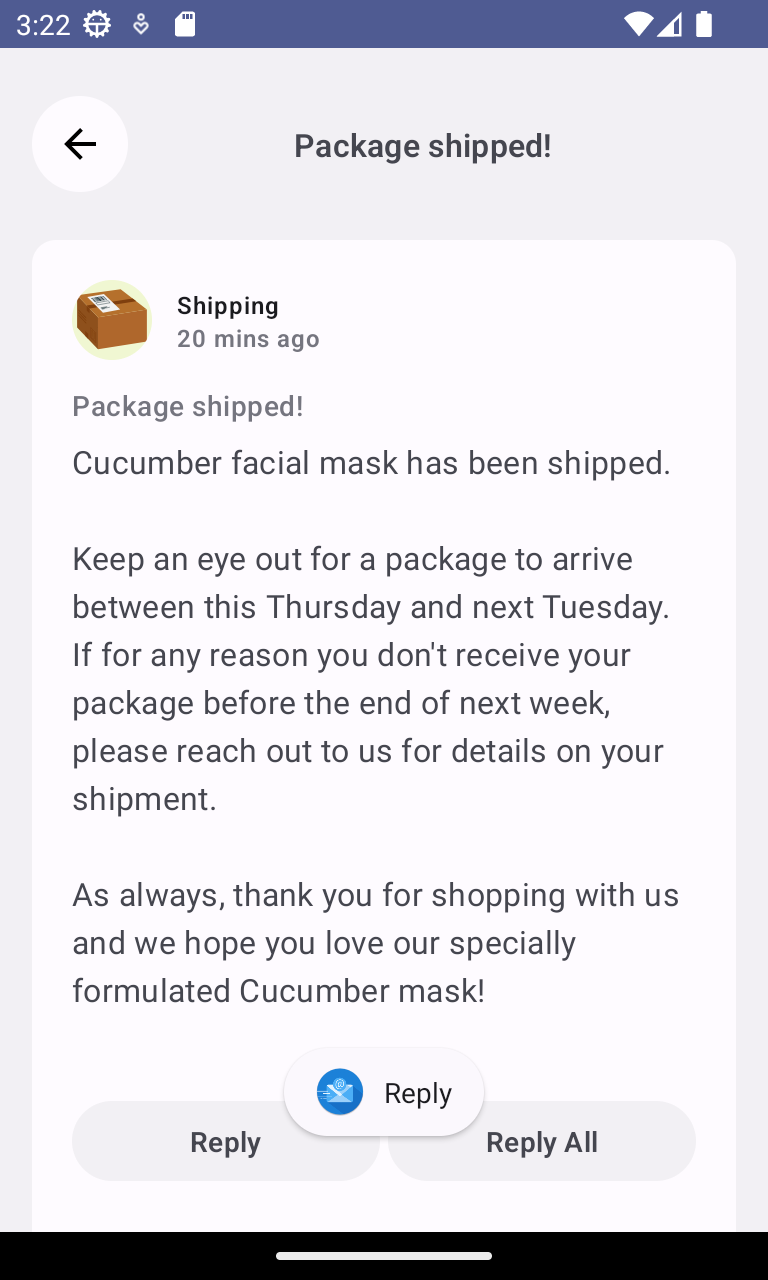 3:22
Package shipped!
Shipping
20 mins ago
Package shipped!
Cucumber facial mask has been shipped.
Keep an eye out for a package to arrive
between this Thursday and next Tuesday.
If for any reason you don't receive your
package before the end of next week,
please reach out to us for details on your
shipment.
As always, thank you for shopping with us
and we hope you love our specially
formulated Cucumber mask!
Reply
Reply
Reply All